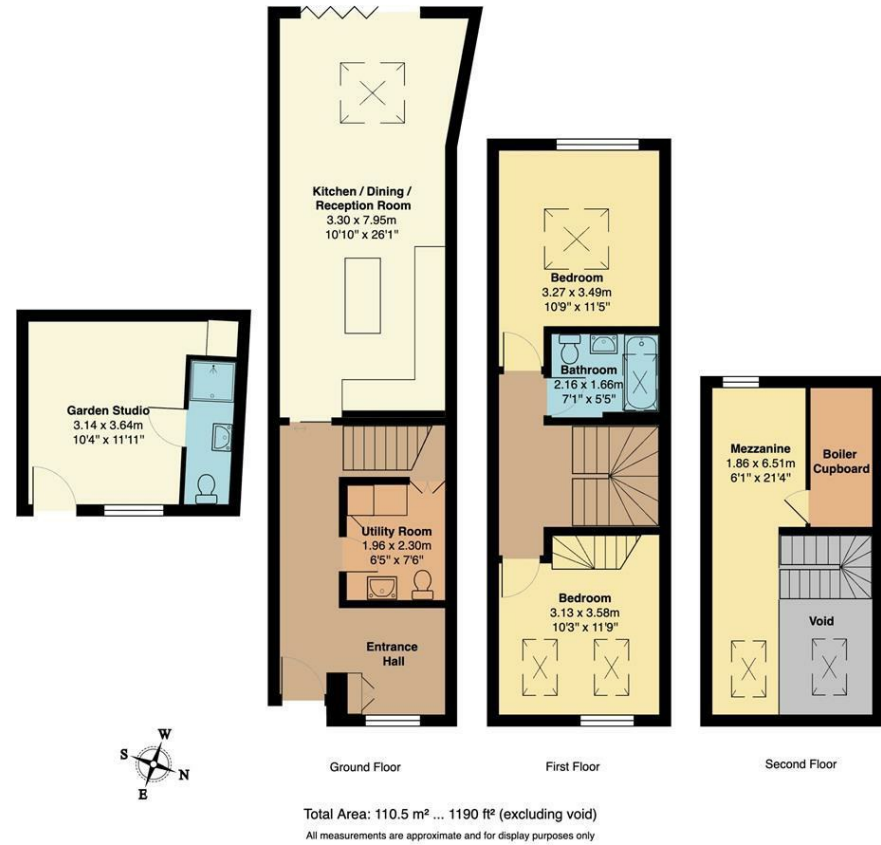 Kitchen / Dining /
Reception Room
3.30 x 7.95m
10'10" x 26'1"
Bedroom
3.27 x 3.49m
10'9" x 11'5"
Bathroom
2.16 x 1.66m
7'1" x 5'5"
Garden Studio
3.14 x 3.64m
10'4" x 11'11"
Mezzanine
1.86 x 6.51m
6'1" x 21'4"
Boiler
Cupboard
Utility Room
1.96 x 2.30m
6'5" x 7'6"
Bedroom
3.13 x 3.58m
10'3" x 11'9"
Void
Entrance
Hall
W
S
N
E
Ground Floor
First Floor
Second Floor
Total Area: 110.5 m² ... 1190 ft² (excluding void)
All measurements are approximate and for display purposes only